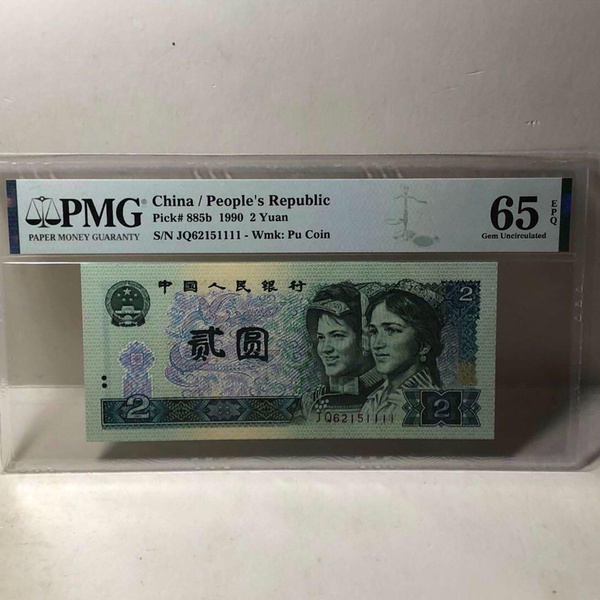 PMG
PAPER MONEY GUARANTY
China / People's Republic
Pick# 885b 1990 2 Yuan
S/N JQ62151111 - Wmk: Pu Coin
65
EPQ
Gem Uncirculated
中国人民银行
2
贰圆
2
JQ62151111
2